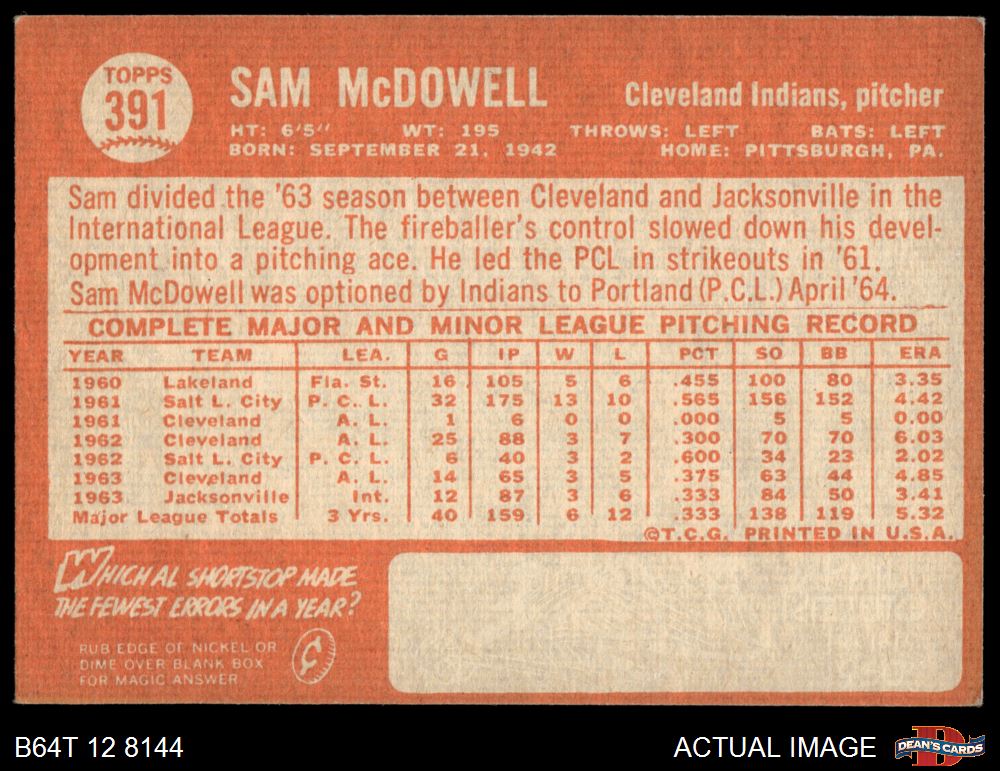 TOPPS
391
SAM McDOWELL
Cleveland Indians, pitcher
HT: 6'5" WT: 195 THROWS: LEFT BATS: LEFT
BORN: SEPTEMBER 21, 1942 HOME: PITTSBURGH, PA.
Sam divided the '63 season between Cleveland and Jacksonville in the
International League. The fireballer's control slowed down his devel-
opment into a pitching ace. He led the PCL in strikeouts in '61.
Sam McDowell was optioned by Indians to Portland (P.C.L.) April '64.
COMPLETE MAJOR AND MINOR LEAGUE PITCHING RECORD
YEAR TEAM LEA. G IP W L PCT SO BB ERA
1960 Lakeland Fla. St. 16 105 5 6 .455 100 80 3.35
1961 Salt L. City P. C. L. 32 175 13 10 .565 156 152 4.42
1961 Cleveland A. L. 1 6 0 0 .000 5 5 0.00
1962 Cleveland A. L. 25 88 3 7 .300 70 70 6.03
1962 Salt L. City P. C. L. 6 40 3 2 .600 34 23 2.02
1963 Cleveland A. L. 14 65 3 5 .375 63 44 4.85
1963 Jacksonville Int. 12 87 3 6 .333 84 50 3.41
Major League Totals 3 Yrs. 40 159 6 12 .333 138 119 5.32
©T.C.G. PRINTED IN U.S.A.
WHICH AL SHORTSTOP MADE
THE FEWEST ERRORS IN A YEAR?
RUB EDGE OF NICKEL OR
DIME OVER BLANK BOX
FOR MAGIC ANSWER
¢
B64T 12 8144
ACTUAL IMAGE
D
DEAN'S CARDS